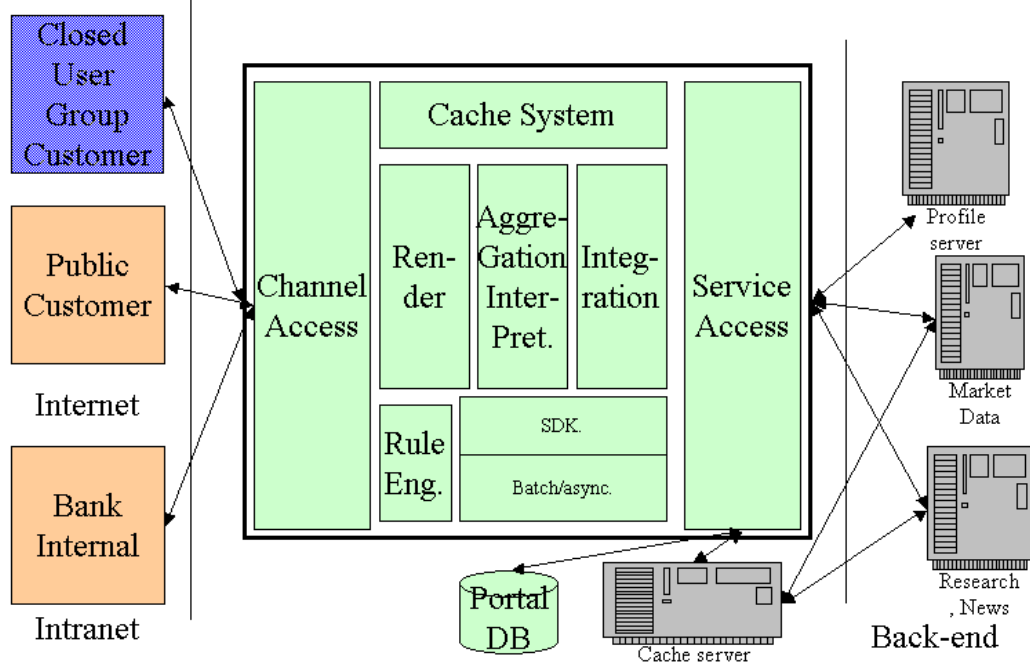 Closed
User
Group
Customer
Public
Customer
Internet
Bank
Internal
Intranet
Channel
Access
Cache System
Ren-
der
Aggre-
Gation
Inter-
Pret.
Integ-
ration
Rule
Eng.
SDK.
Batch/async.
Service
Access
Portal
DB
Cache server
Profile
server
Market
Data
Research
, News
Back-end